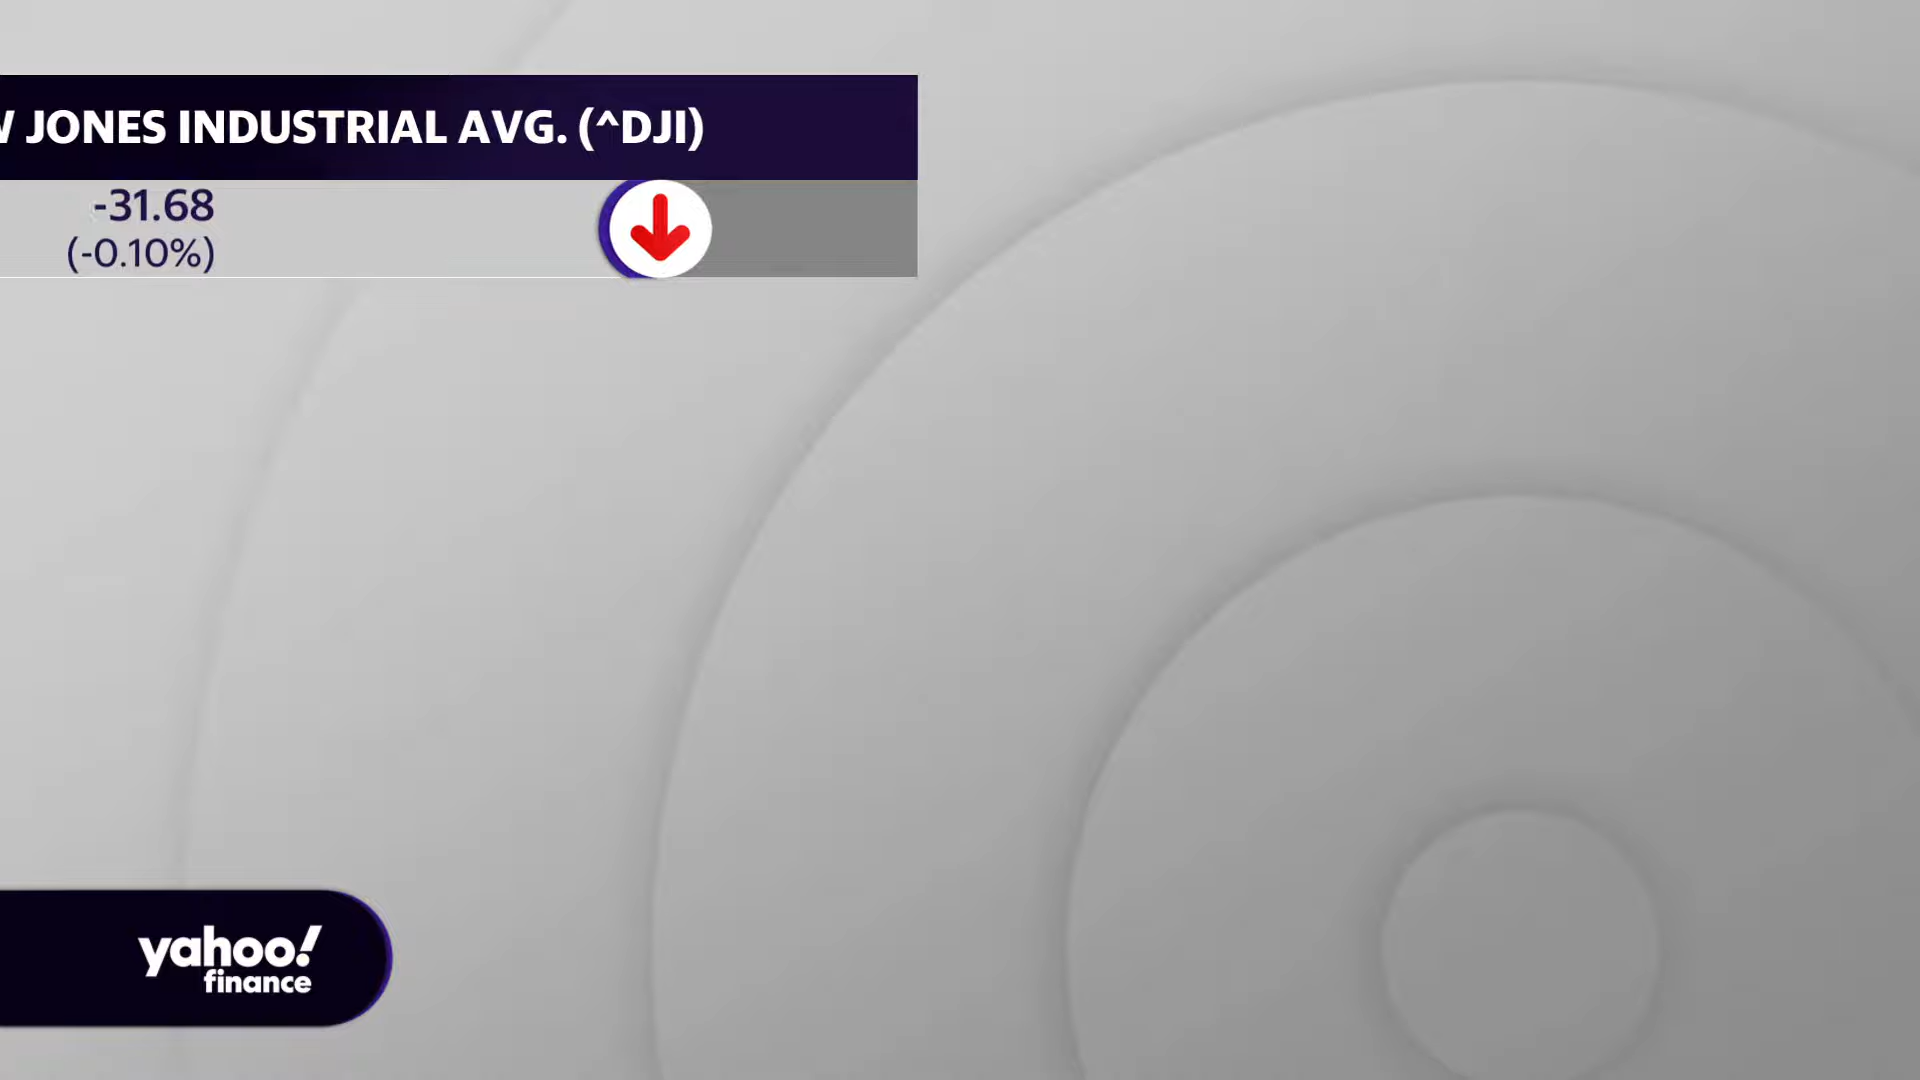 W JONES INDUSTRIAL AVG. (^DJI)
-31.68
(-0.10%)
yahoo!
finance